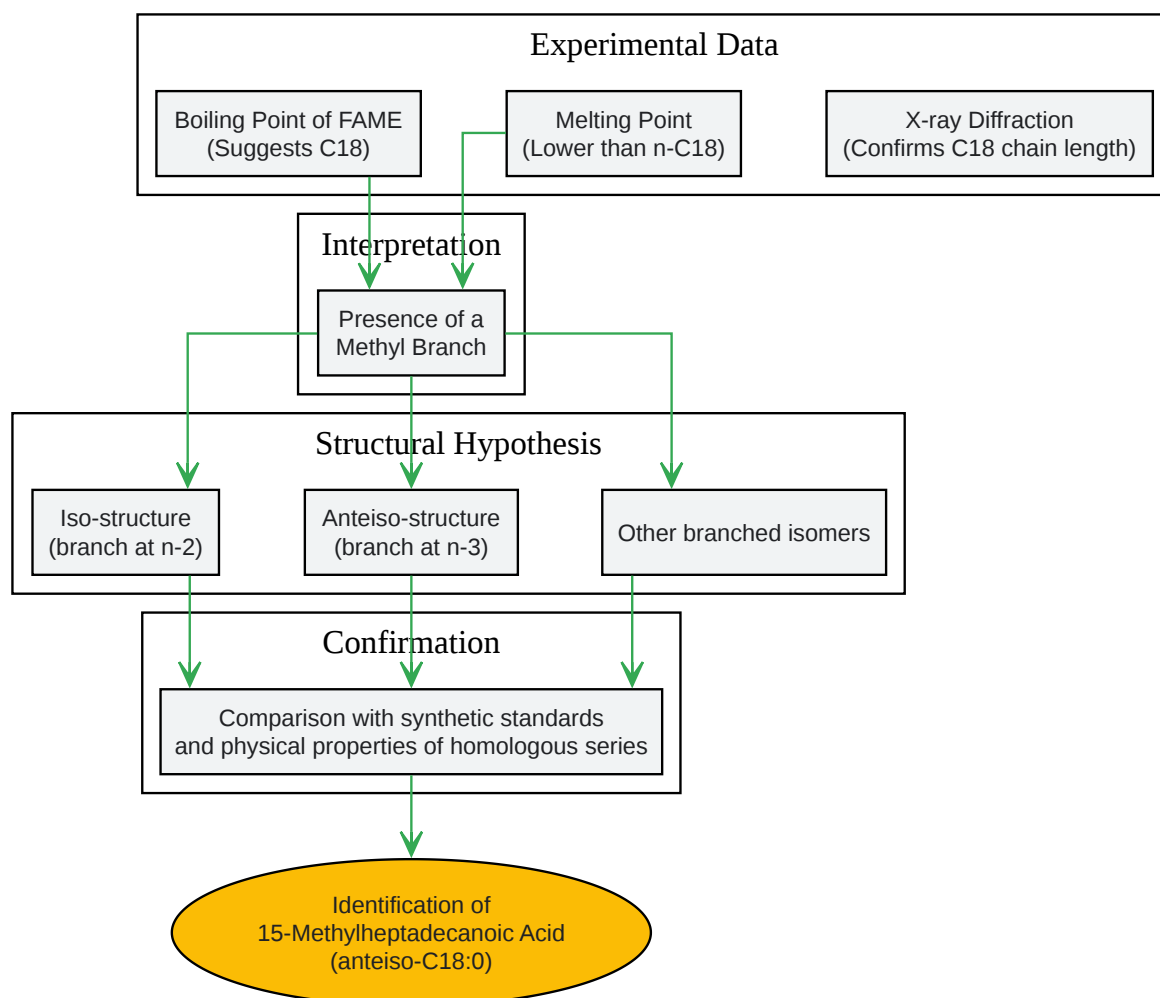 Experimental Data
Boiling Point of FAME
(Suggests C18)
Melting Point
(Lower than n-C18)
X-ray Diffraction
(Confirms C18 chain length)
Interpretation
Presence of a
Methyl Branch
Structural Hypothesis
Iso-structure
(branch at n-2)
Anteiso-structure
(branch at n-3)
Other branched isomers
Confirmation
Comparison with synthetic standards
and physical properties of homologous series
Identification of
15-Methylheptadecanoic Acid
(anteiso-C18:0)